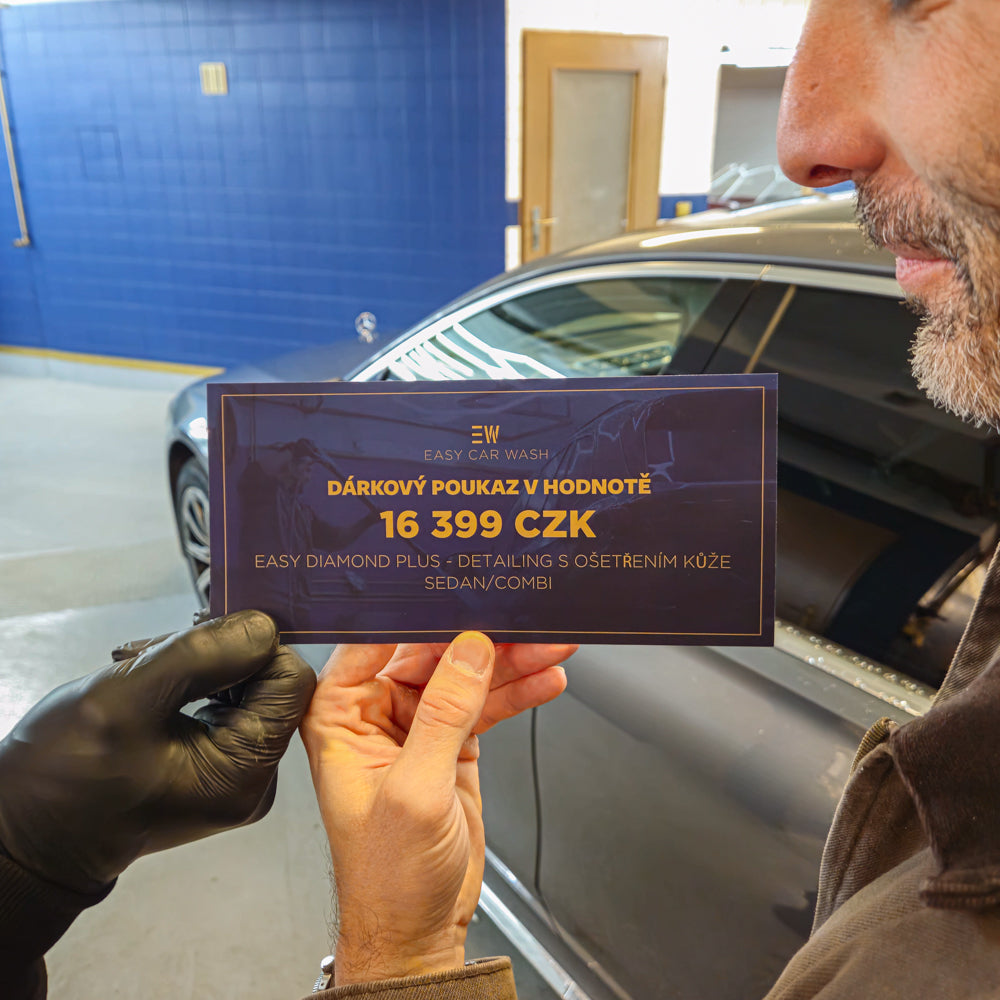 EW
EASY CAR WASH
DÁRKOVÝ POUKAZ V HODNOTĚ
16 399 CZK
EASY DIAMOND PLUS - DETAILING S OŠETŘENÍM KŮŽE
SEDAN/COMBI